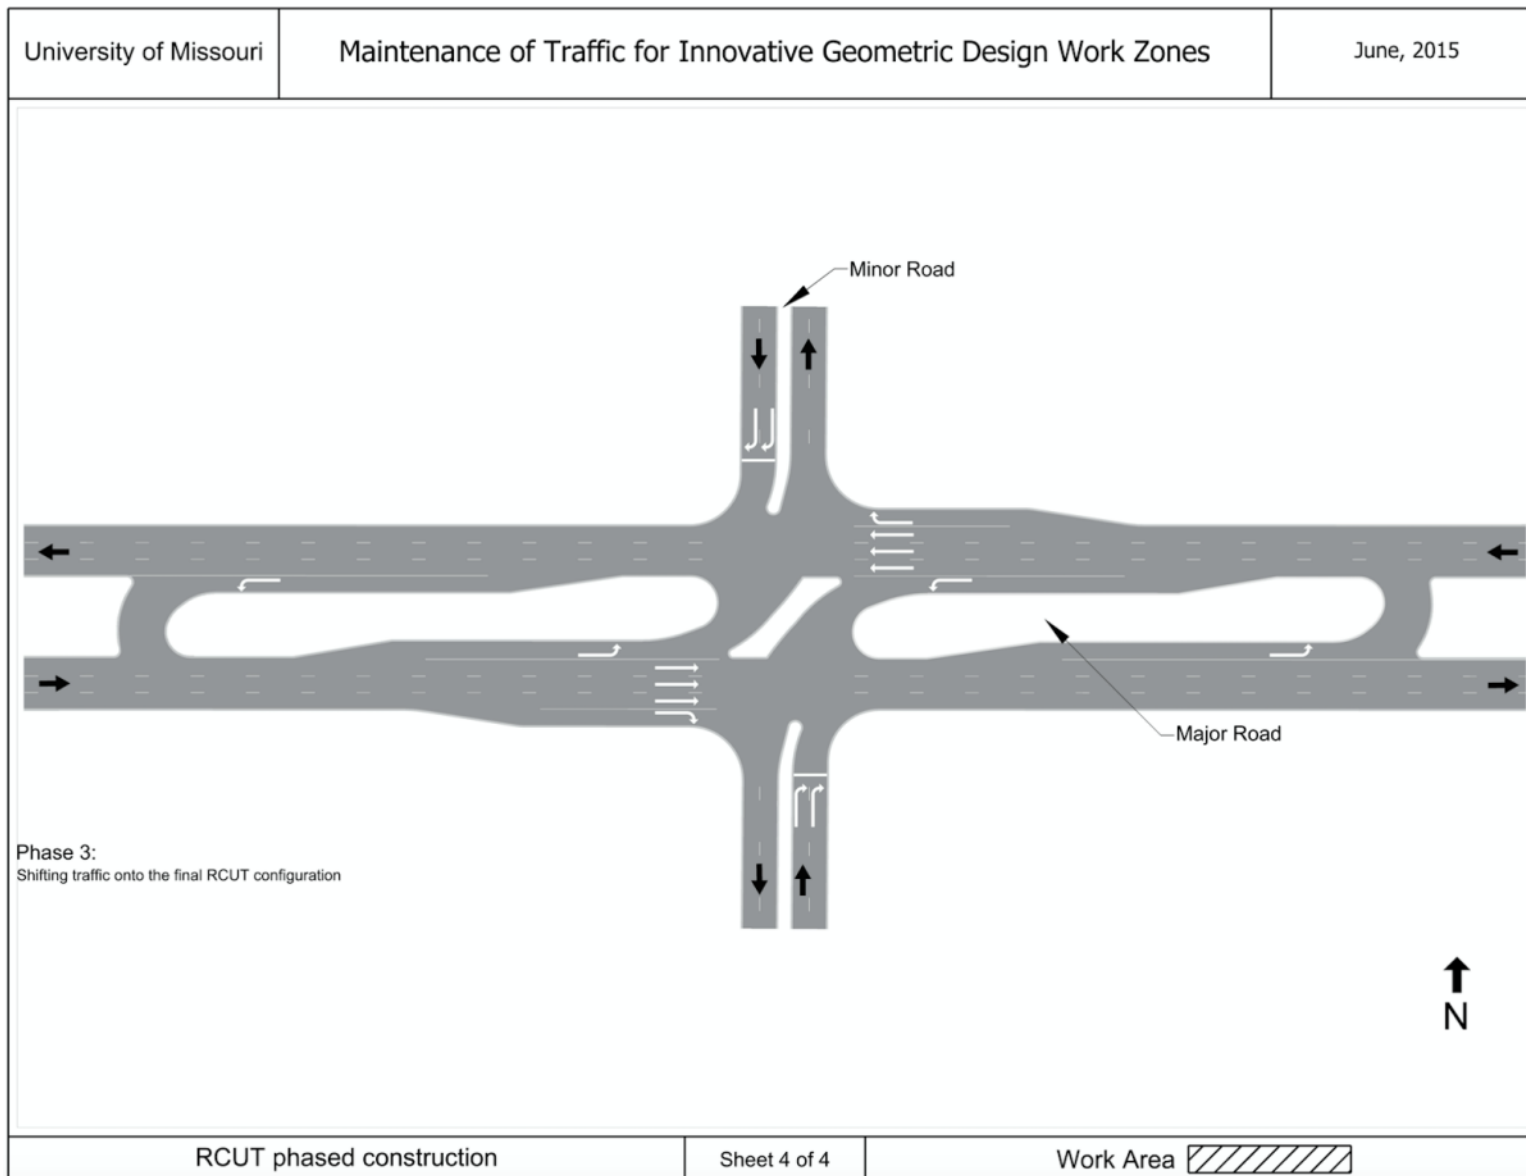 University of Missouri
Maintenance of Traffic for Innovative Geometric Design Work Zones
June, 2015
Minor Road
Major Road
Phase 3:
Shifting traffic onto the final RCUT configuration
N
RCUT phased construction
Sheet 4 of 4
Work Area